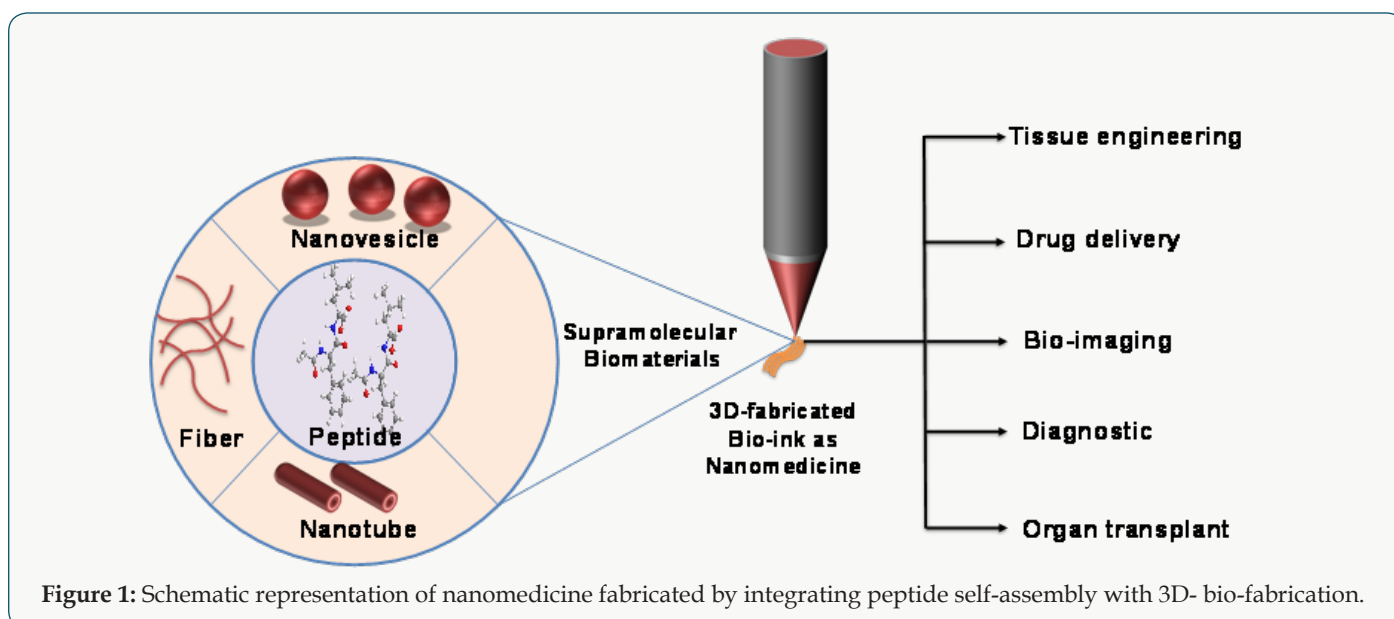 Nanovesicle
Fiber
Peptide
Nanotube
Supramolecular
Biomaterials
3D-fabricated
Bio-ink as
Nanomedicine
Tissue engineering
Drug delivery
Bio-imaging
Diagnostic
Organ transplant
Figure 1: Schematic representation of nanomedicine fabricated by integrating peptide self-assembly with 3D- bio-fabrication.